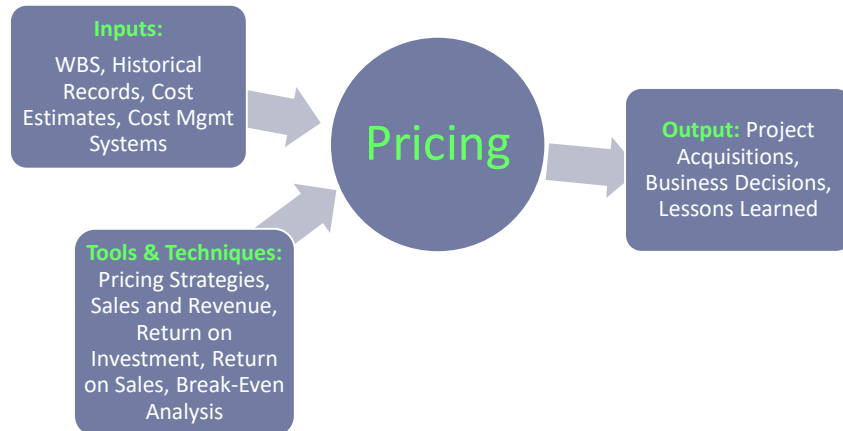 Inputs:
WBS, Historical
Records, Cost
Estimates, Cost Mgmt
Systems
Pricing
Output: Project
Acquisitions,
Business Decisions,
Lessons Learned
Tools & Techniques:
Pricing Strategies,
Sales and Revenue,
Return on
Investment, Return
on Sales, Break-Even
Analysis